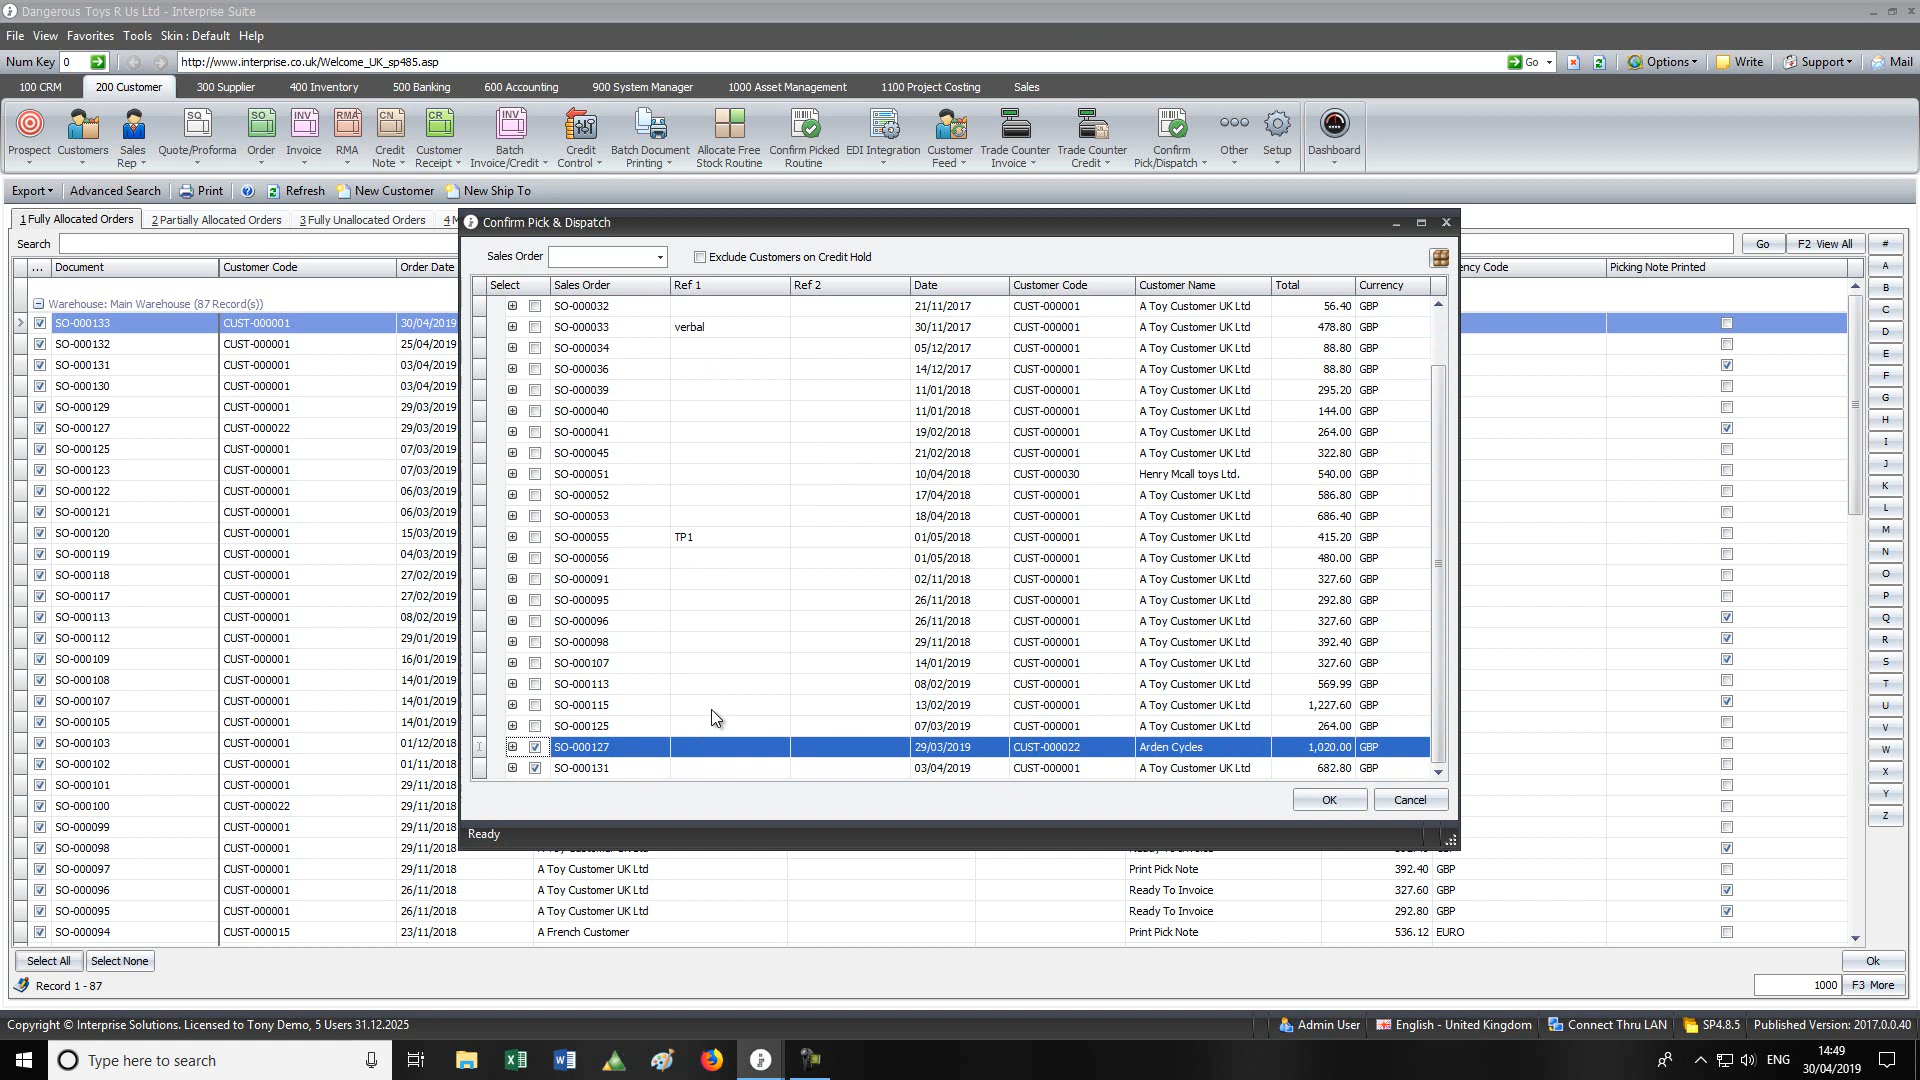 Dangerous Toys R Us Ltd - Interprise Suite
File View Favorites Tools Skin : Default Help
Num Key 0 http://www.interprise.co.uk/Welcome_UK_sp485.asp Go Options Write Support Mail
100 CRM 200 Customer 300 Supplier 400 Inventory 500 Banking 600 Accounting 900 System Manager 1000 Asset Management 1100 Project Costing Sales
SQ SO INV RMA CN CR INV
Prospect Customers Sales Rep Quote/Proforma Order Invoice RMA Credit Note Customer Receipt Batch Invoice/Credit Credit Control Batch Document Printing Allocate Free Stock Routine Confirm Picked Routine EDI Integration Customer Feed Trade Counter Invoice Trade Counter Credit Confirm Pick/Dispatch Other Setup Dashboard
Export Advanced Search Print Refresh New Customer New Ship To
1 Fully Allocated Orders 2 Partially Allocated Orders 3 Fully Unallocated Orders 4
Search Go F2 View All #
... Document Customer Code Order Date ency Code Picking Note Printed
Warehouse: Main Warehouse (87 Record(s))
SO-000133 CUST-000001 30/04/2019
SO-000132 CUST-000001 25/04/2019
SO-000131 CUST-000001 03/04/2019
SO-000130 CUST-000001 03/04/2019
SO-000129 CUST-000001 29/03/2019
SO-000127 CUST-000022 29/03/2019
SO-000125 CUST-000001 07/03/2019
SO-000123 CUST-000001 07/03/2019
SO-000122 CUST-000001 06/03/2019
SO-000121 CUST-000001 06/03/2019
SO-000120 CUST-000001 15/03/2019
SO-000119 CUST-000001 04/03/2019
SO-000118 CUST-000001 27/02/2019
SO-000117 CUST-000001 27/02/2019
SO-000113 CUST-000001 08/02/2019
SO-000112 CUST-000001 29/01/2019
SO-000109 CUST-000001 16/01/2019
SO-000108 CUST-000001 14/01/2019
SO-000107 CUST-000001 14/01/2019
SO-000105 CUST-000001 14/01/2019
SO-000103 CUST-000001 01/12/2018
SO-000102 CUST-000001 01/11/2018
SO-000101 CUST-000001 29/11/2018
SO-000100 CUST-000022 29/11/2018
SO-000099 CUST-000001 29/11/2018
SO-000098 CUST-000001 29/11/2018
SO-000097 CUST-000001 29/11/2018 A Toy Customer UK Ltd Print Pick Note 392.40 GBP
SO-000096 CUST-000001 26/11/2018 A Toy Customer UK Ltd Ready To Invoice 327.60 GBP
SO-000095 CUST-000001 26/11/2018 A Toy Customer UK Ltd Ready To Invoice 292.80 GBP
SO-000094 CUST-000015 23/11/2018 A French Customer Print Pick Note 536.12 EURO
Confirm Pick & Dispatch
Sales Order Exclude Customers on Credit Hold
Select Sales Order Ref 1 Ref 2 Date Customer Code Customer Name Total Currency
SO-000032 21/11/2017 CUST-000001 A Toy Customer UK Ltd 56.40 GBP
SO-000033 verbal 30/11/2017 CUST-000001 A Toy Customer UK Ltd 478.80 GBP
SO-000034 05/12/2017 CUST-000001 A Toy Customer UK Ltd 88.80 GBP
SO-000036 14/12/2017 CUST-000001 A Toy Customer UK Ltd 88.80 GBP
SO-000039 11/01/2018 CUST-000001 A Toy Customer UK Ltd 295.20 GBP
SO-000040 11/01/2018 CUST-000001 A Toy Customer UK Ltd 144.00 GBP
SO-000041 19/02/2018 CUST-000001 A Toy Customer UK Ltd 264.00 GBP
SO-000045 21/02/2018 CUST-000001 A Toy Customer UK Ltd 322.80 GBP
SO-000051 10/04/2018 CUST-000030 Henry Mcall toys Ltd. 540.00 GBP
SO-000052 17/04/2018 CUST-000001 A Toy Customer UK Ltd 586.80 GBP
SO-000053 18/04/2018 CUST-000001 A Toy Customer UK Ltd 686.40 GBP
SO-000055 TP1 01/05/2018 CUST-000001 A Toy Customer UK Ltd 415.20 GBP
SO-000056 01/05/2018 CUST-000001 A Toy Customer UK Ltd 480.00 GBP
SO-000091 02/11/2018 CUST-000001 A Toy Customer UK Ltd 327.60 GBP
SO-000095 26/11/2018 CUST-000001 A Toy Customer UK Ltd 292.80 GBP
SO-000096 26/11/2018 CUST-000001 A Toy Customer UK Ltd 327.60 GBP
SO-000098 29/11/2018 CUST-000001 A Toy Customer UK Ltd 392.40 GBP
SO-000107 14/01/2019 CUST-000001 A Toy Customer UK Ltd 327.60 GBP
SO-000113 08/02/2019 CUST-000001 A Toy Customer UK Ltd 569.99 GBP
SO-000115 13/02/2019 CUST-000001 A Toy Customer UK Ltd 1,227.60 GBP
SO-000125 07/03/2019 CUST-000001 A Toy Customer UK Ltd 264.00 GBP
SO-000127 29/03/2019 CUST-000022 Arden Cycles 1,020.00 GBP
SO-000131 03/04/2019 CUST-000001 A Toy Customer UK Ltd 682.80 GBP
OK Cancel
Ready
A
B
C
D
E
F
G
H
I
J
K
L
M
N
O
P
Q
R
S
T
U
V
W
X
Y
Z
Select All Select None Ok
Record 1 - 87 1000 F3 More
Copyright © Interprise Solutions. Licensed to Tony Demo, 5 Users 31.12.2025 Admin User English - United Kingdom Connect Thru LAN SP4.8.5 Published Version: 2017.0.0.40
Type here to search ENG 14:49
30/04/2019